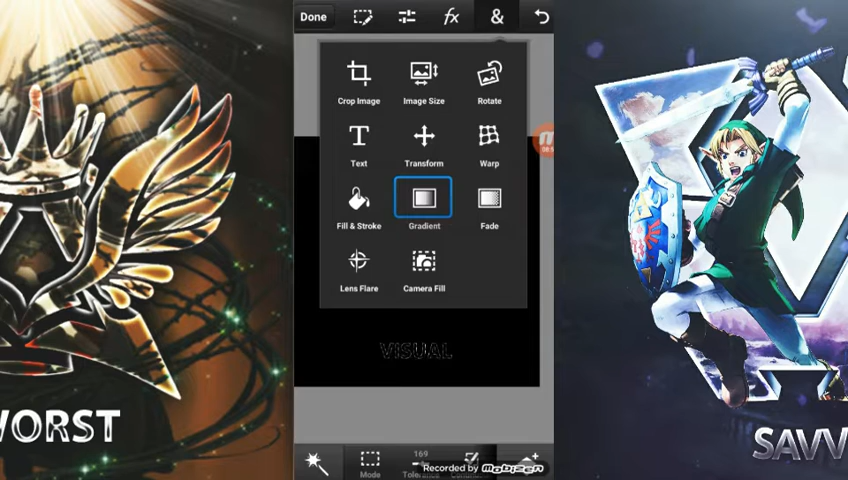 Done
fx
&
Crop Image
Image Size
Rotate
Text
Transform
Warp
Fill & Stroke
Gradient
Fade
Lens Flare
Camera Fill
VISUAL
WORST
SAVV
169
Mode
Recorded by Mobizen